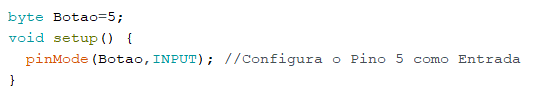 byte Botao=5;
void setup() {
  pinMode(Botao,INPUT); //Configura o Pino 5 como Entrada
}